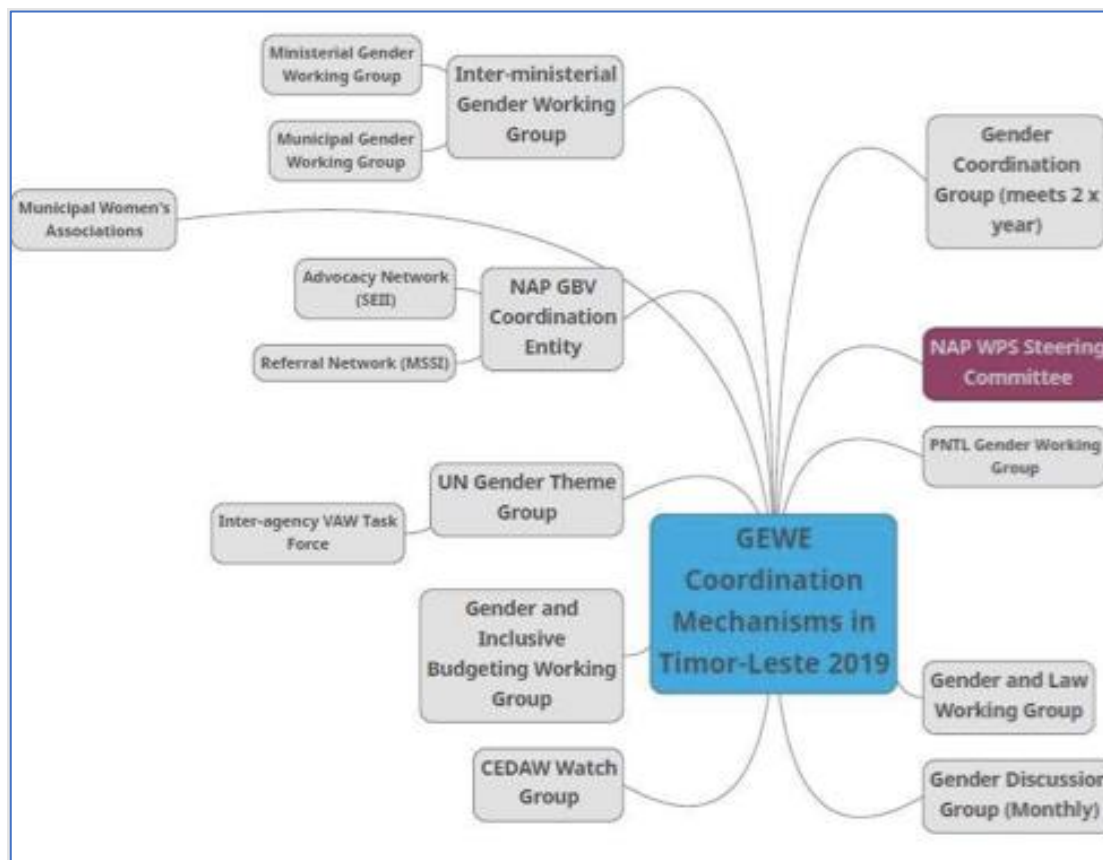 Ministerial Gender
Working Group
Inter-ministerial
Gender Working
Group
Municipal Gender
Working Group
Municipal Women's
Associations
Advocacy Network
(SEII)
NAP GBV
Coordination
Entity
Referral Network (MSSI)
UN Gender Theme
Group
Inter-agency VAW Task
Force
Gender and
Inclusive
Budgeting Working
Group
CEDAW Watch
Group
GEWE
Coordination
Mechanisms in
Timor-Leste 2019
Gender
Coordination
Group (meets 2 x
year)
NAP WPS Steering
Committee
PNTL Gender Working
Group
Gender and Law
Working Group
Gender Discussion
Group (Monthly)